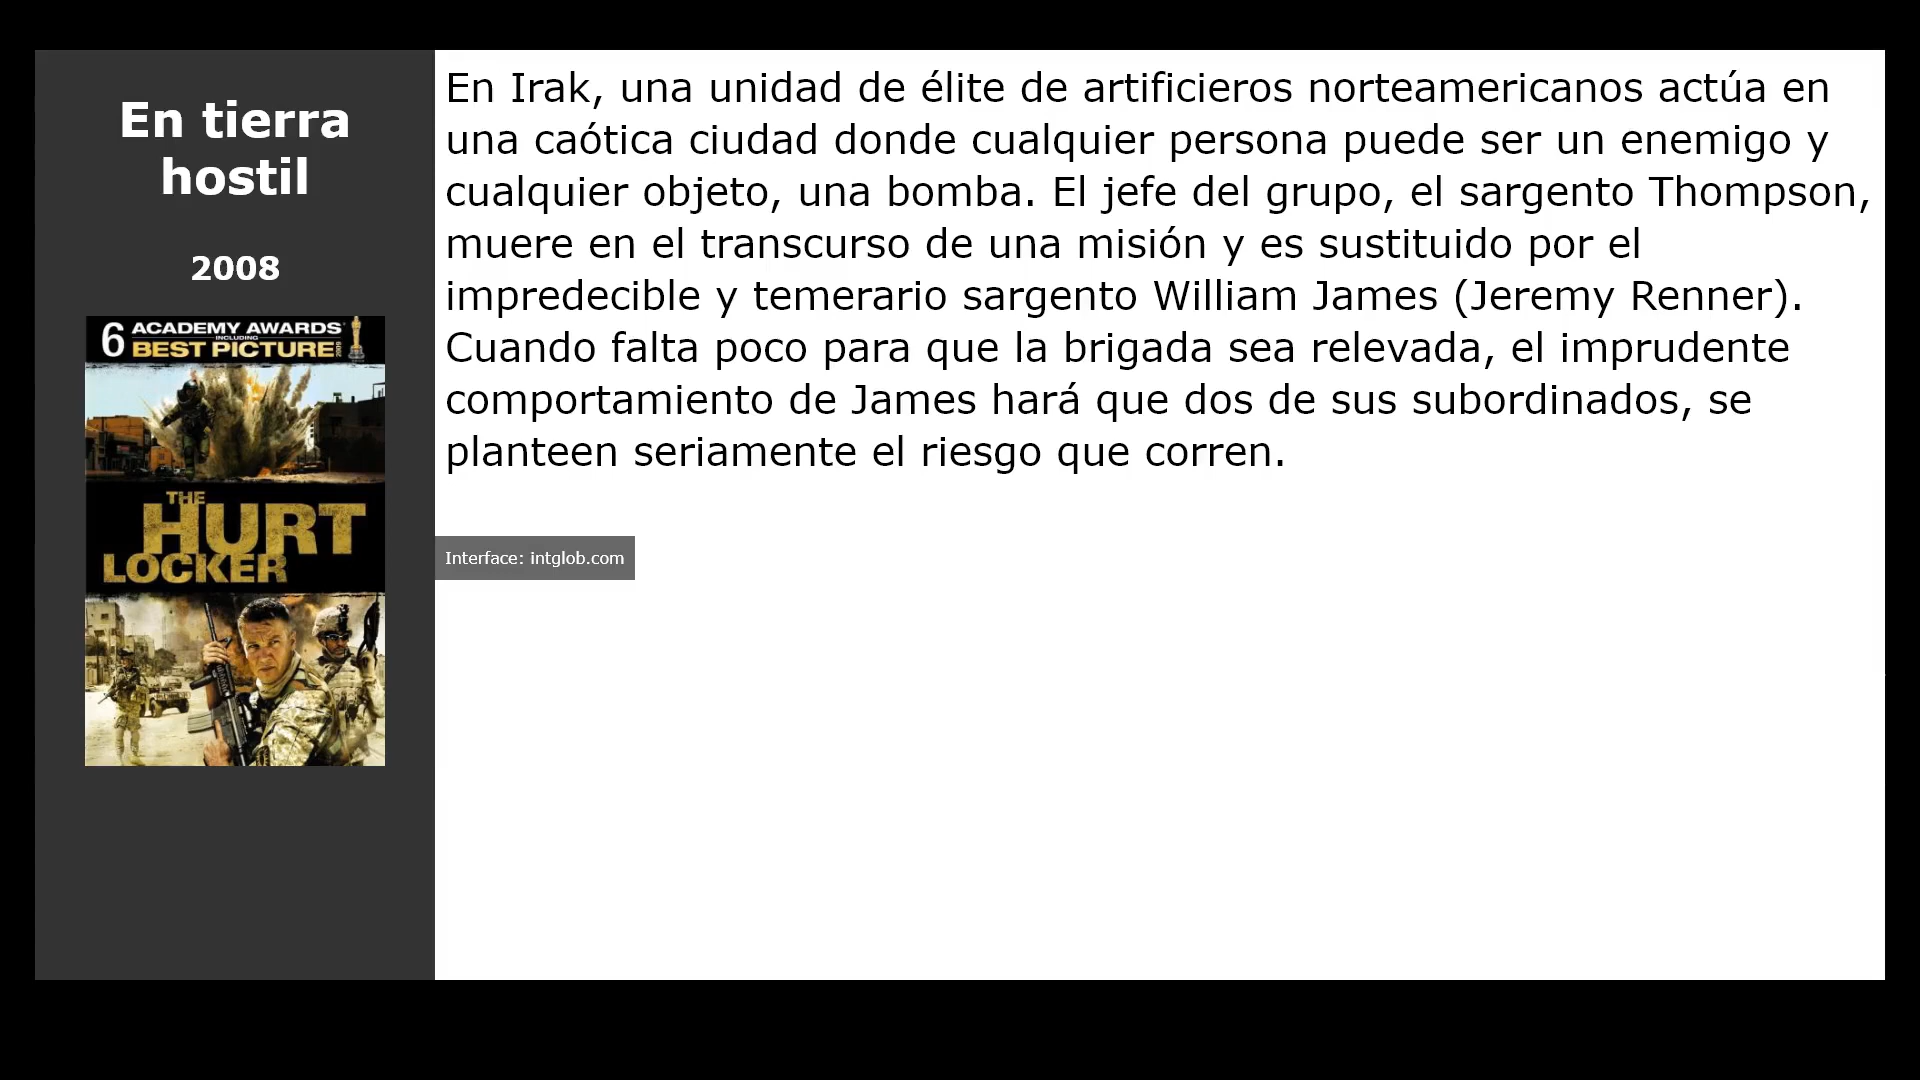 En tierra
hostil
2008
6 ACADEMY AWARDS
INCLUDING
BEST PICTURE!
THE
HURT
LOCKER
En Irak, una unidad de élite de artificieros norteamericanos actúa en
una caótica ciudad donde cualquier persona puede ser un enemigo y
cualquier objeto, una bomba. El jefe del grupo, el sargento Thompson,
muere en el transcurso de una misión y es sustituido por el
impredecible y temerario sargento William James (Jeremy Renner).
Cuando falta poco para que la brigada sea relevada, el imprudente
comportamiento de James hará que dos de sus subordinados, se
planteen seriamente el riesgo que corren.
Interface: intglob.com